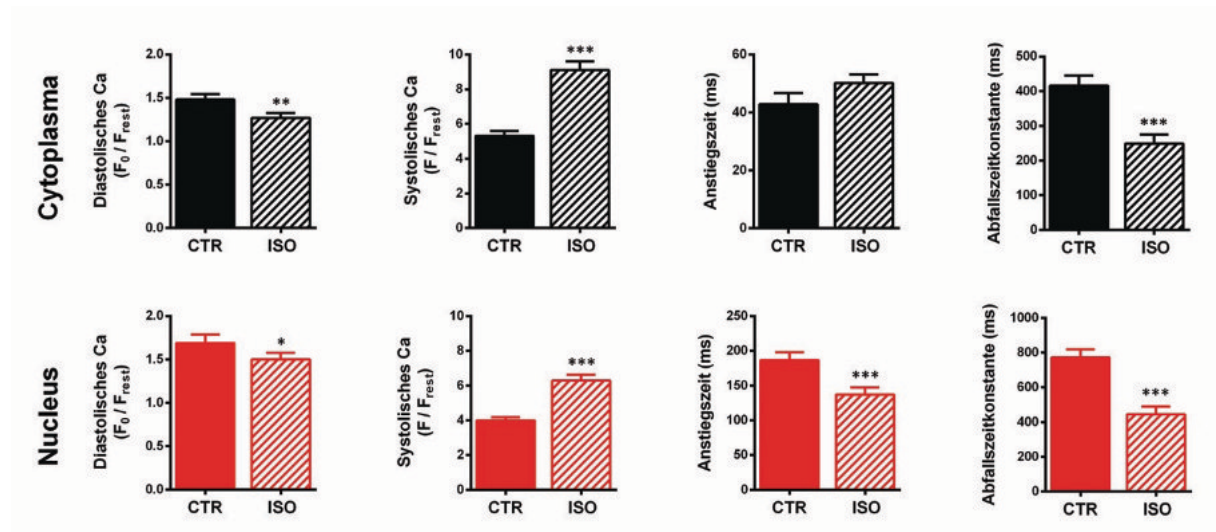 Cytoplasma
Diastolisches Ca
(F0 / Frest)
2.0
1.5
1.0
0.5
0.0
**
CTR ISO
Systolisches Ca
(F / Frest)
10
8
6
4
2
0
***
CTR ISO
Anstiegszeit (ms)
60
40
20
0
CTR ISO
Abfallszeitkonstante (ms)
500
400
300
200
100
0
***
CTR ISO
Nucleus
Diastolisches Ca
(F0 / Frest)
2.0
1.5
1.0
0.5
0.0
*
CTR ISO
Systolisches Ca
(F / Frest)
10
8
6
4
2
0
***
CTR ISO
Anstiegszeit (ms)
250
200
150
100
50
0
***
CTR ISO
Abfallszeitkonstante (ms)
1000
800
600
400
200
0
***
CTR ISO